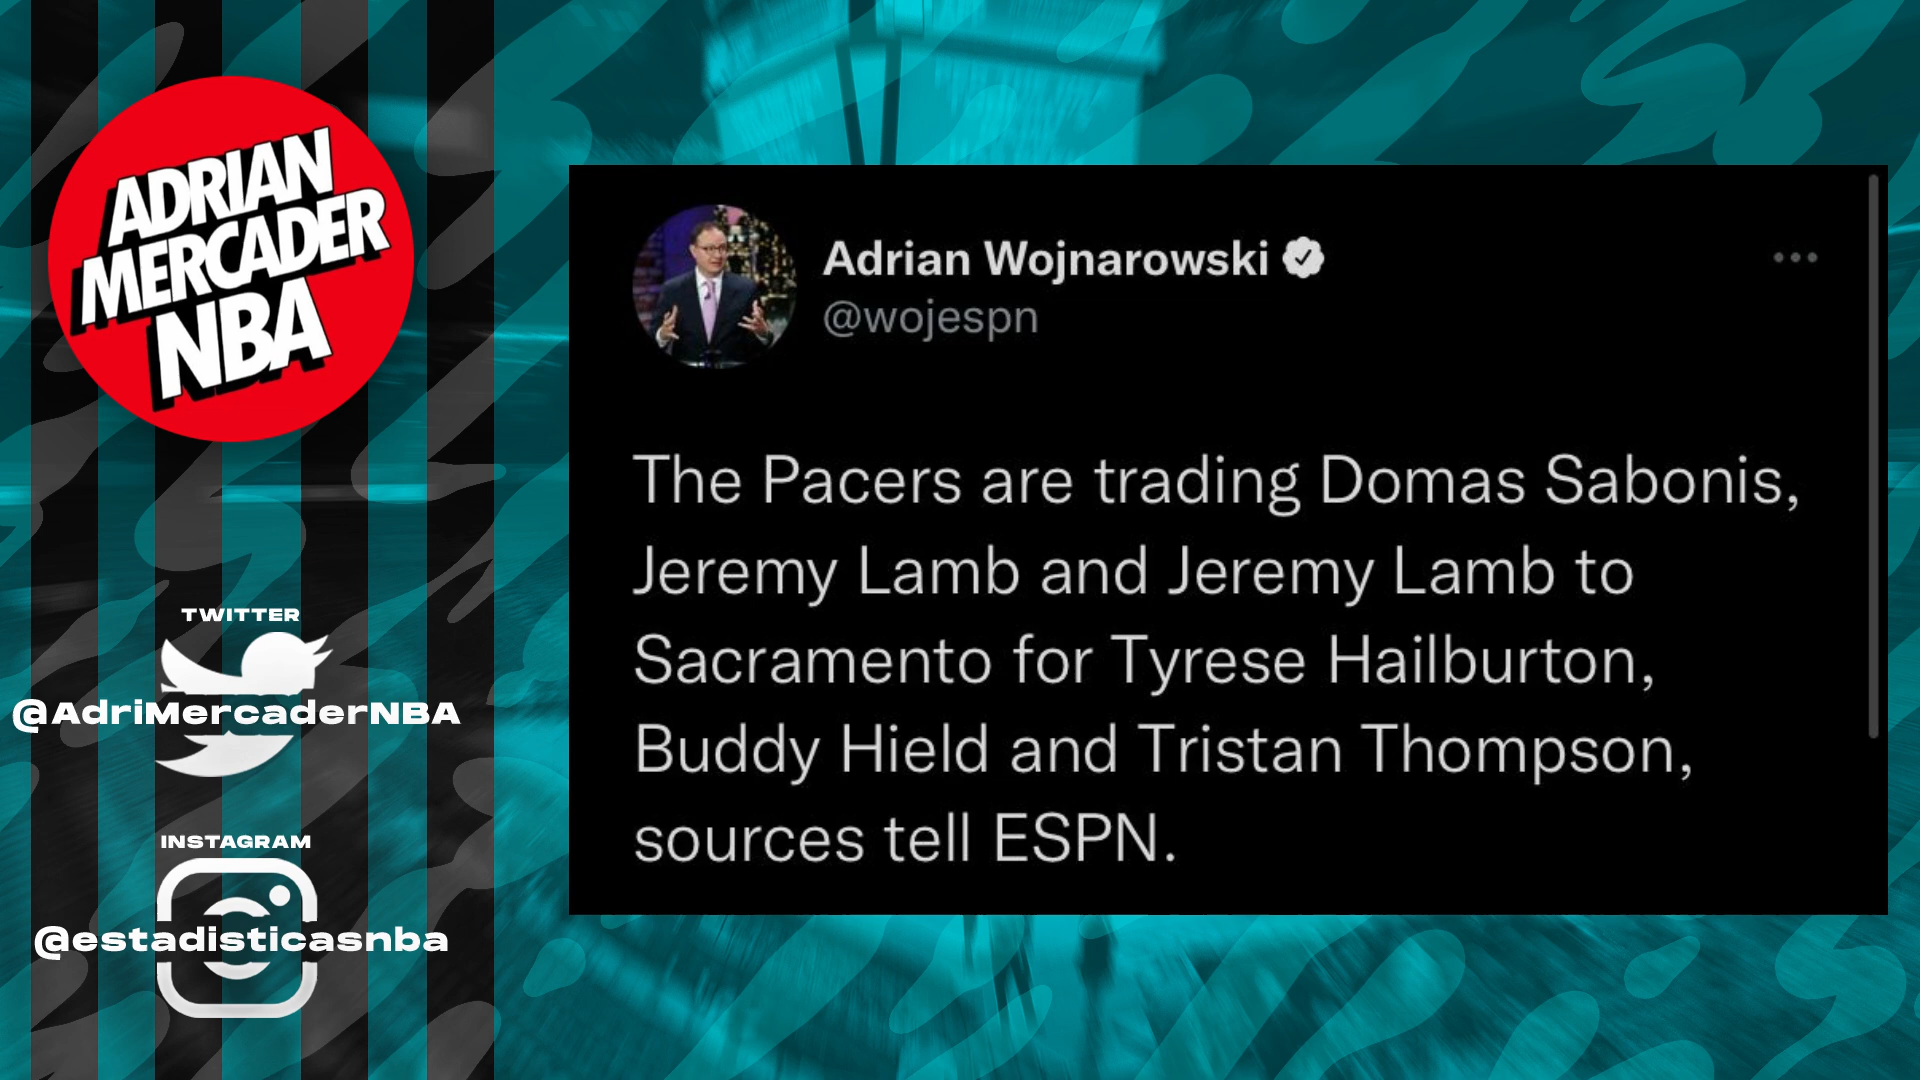 ADRIAN
MERCADER
NBA
TWITTER
@AdriMercaderNBA
INSTAGRAM
@estadisticasnba
Adrian Wojnarowski
@wojespn
The Pacers are trading Domas Sabonis,
Jeremy Lamb and Jeremy Lamb to
Sacramento for Tyrese Hailburton,
Buddy Hield and Tristan Thompson,
sources tell ESPN.